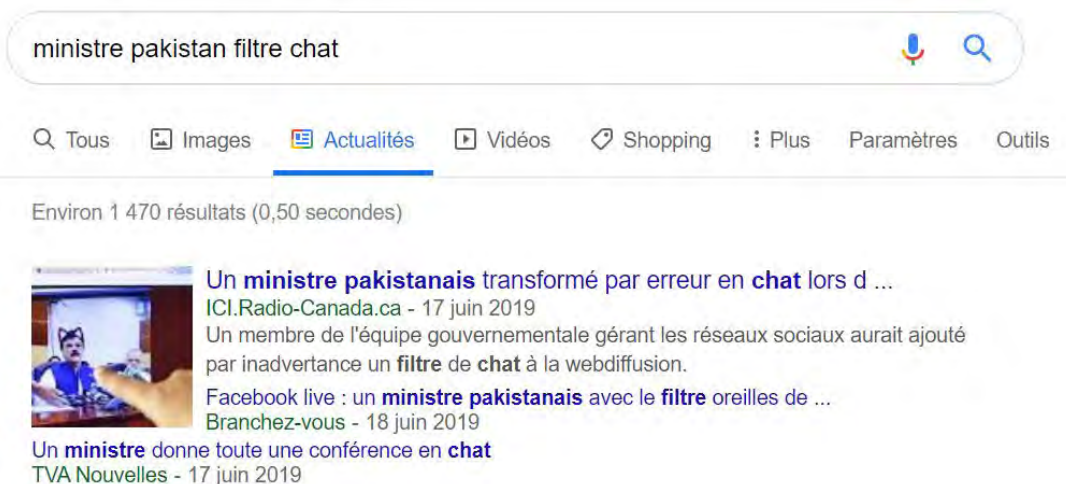 ministre pakistan filtre chat
Tous Images Actualités Vidéos Shopping Plus Paramètres Outils
Environ 1 470 résultats (0,50 secondes)
Un ministre pakistanais transformé par erreur en chat lors d ...
ICI.Radio-Canada.ca - 17 juin 2019
Un membre de l'équipe gouvernementale gérant les réseaux sociaux aurait ajouté
par inadvertance un filtre de chat à la webdiffusion.
Facebook live : un ministre pakistanais avec le filtre oreilles de ...
Branchez-vous - 18 juin 2019
Un ministre donne toute une conférence en chat
TVA Nouvelles - 17 juin 2019